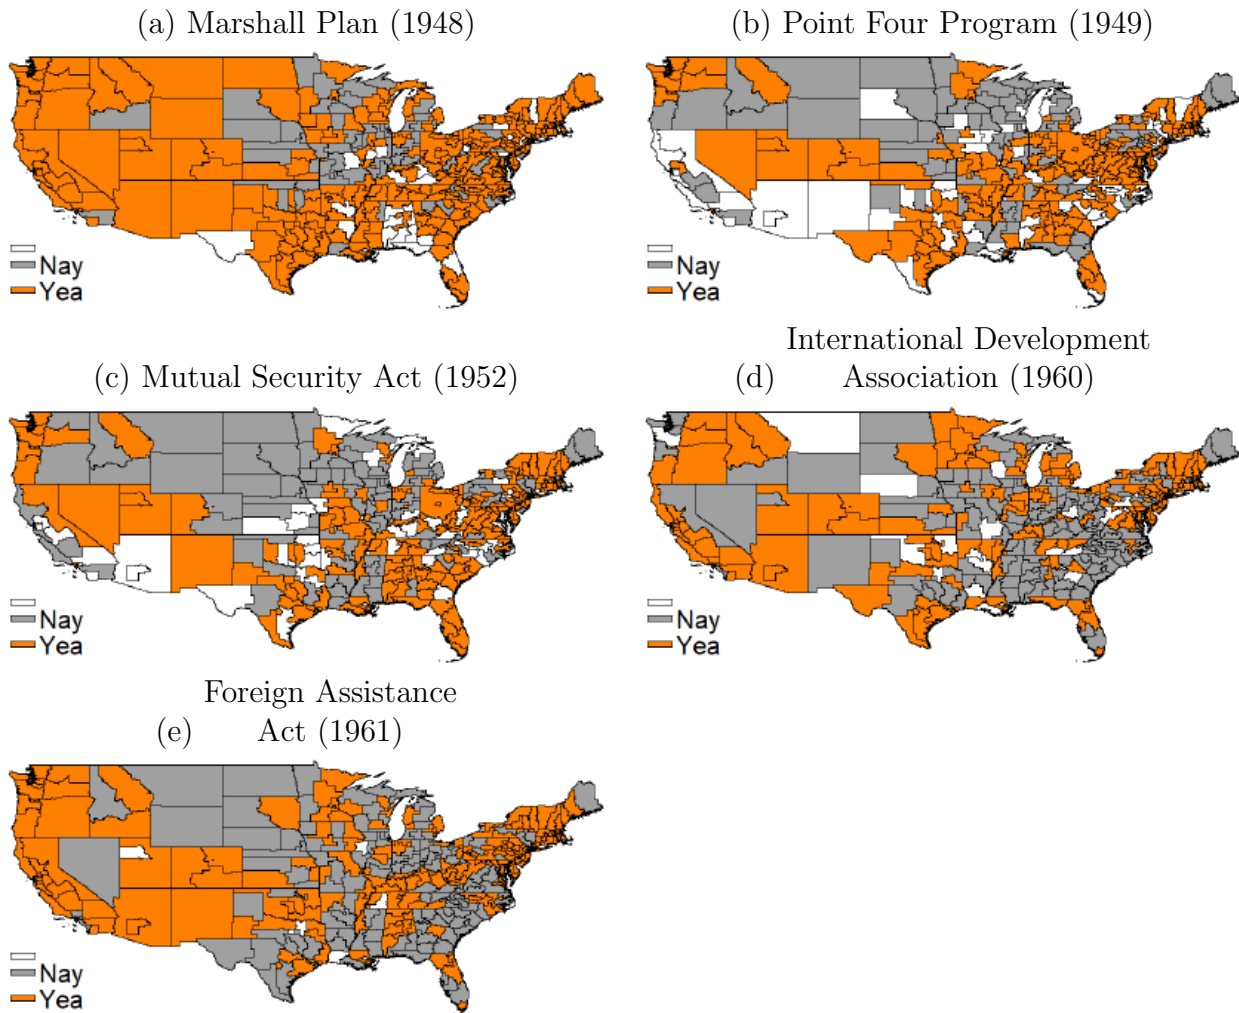 (a) Marshall Plan (1948)
(b) Point Four Program (1949)
Nay
Yea
Nay
Yea
(c) Mutual Security Act (1952)
International Development
(d) Association (1960)
Nay
Yea
Nay
Yea
Foreign Assistance
(e) Act (1961)
Nay
Yea